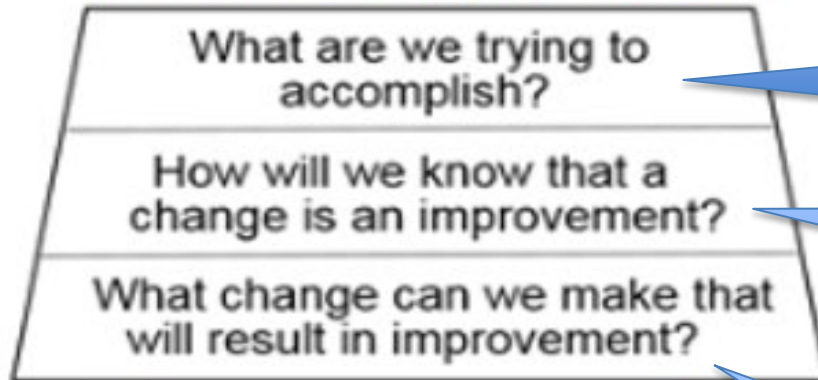 What are we trying to
accomplish?
How will we know that a
change is an improvement?
What change can we make that
will result in improvement?